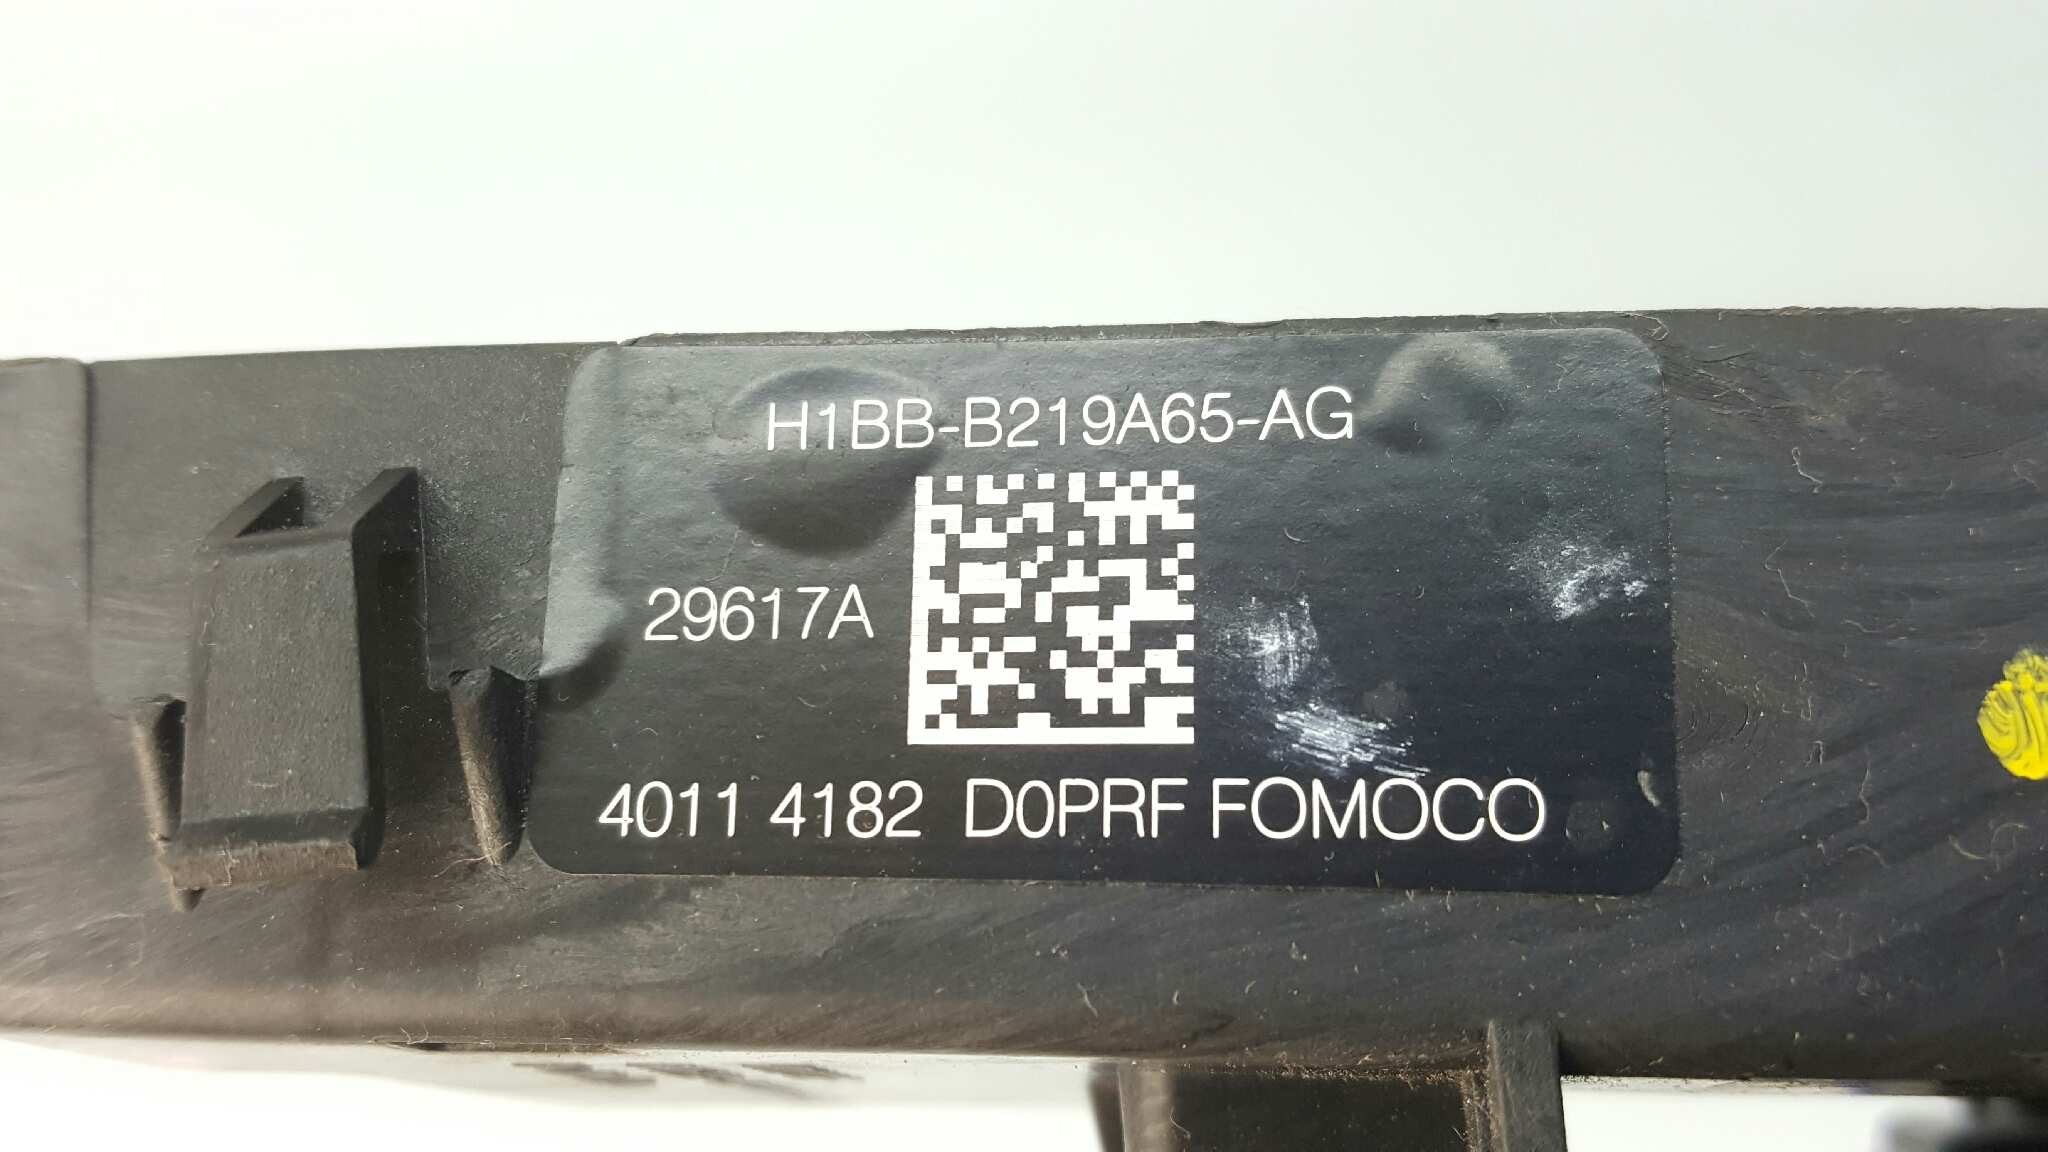 H1BB-B219A65-AG
29617A
4011 4182 D0PRF FOMOCO